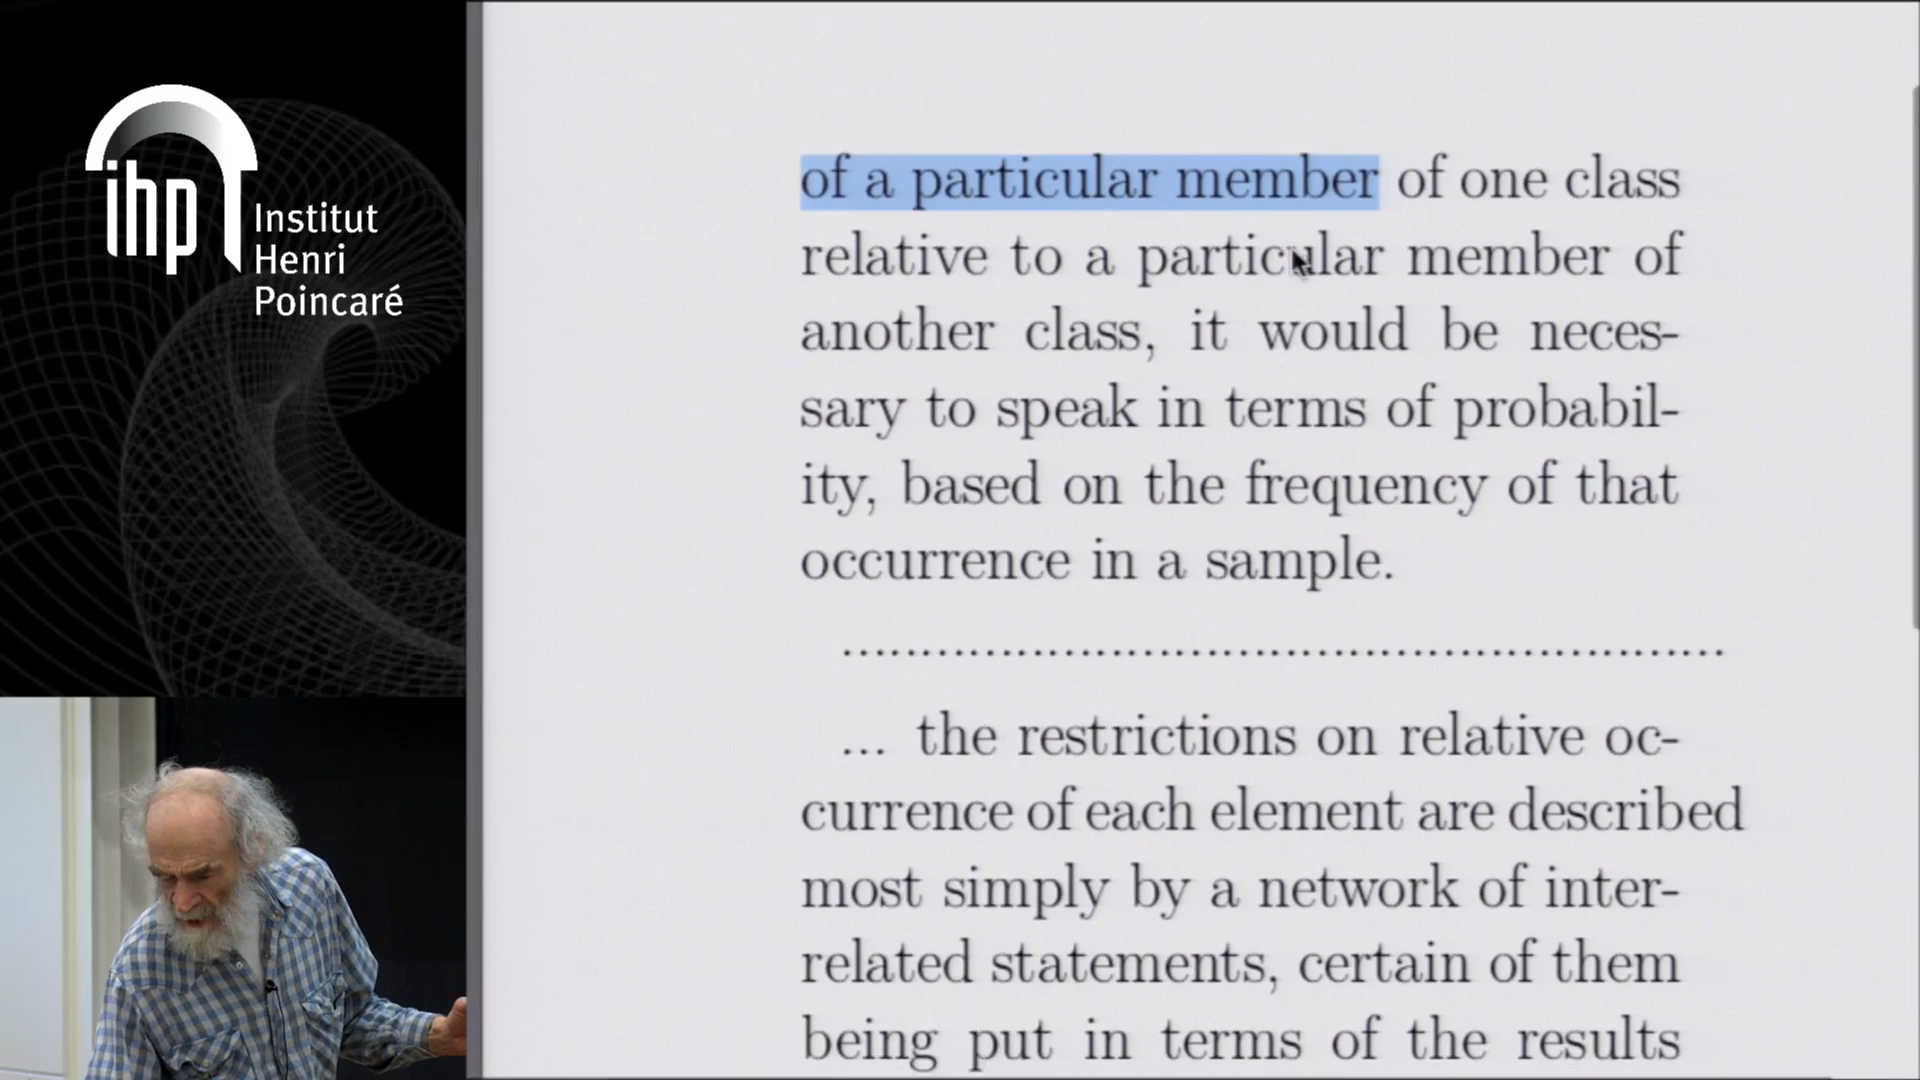 ihp
Institut
Henri
Poincaré
of a particular member of one class
relative to a particular member of
another class, it would be neces-
sary to speak in terms of probabil-
ity, based on the frequency of that
occurrence in a sample.
........................................................
... the restrictions on relative oc-
currence of each element are described
most simply by a network of inter-
related statements, certain of them
being put in terms of the results